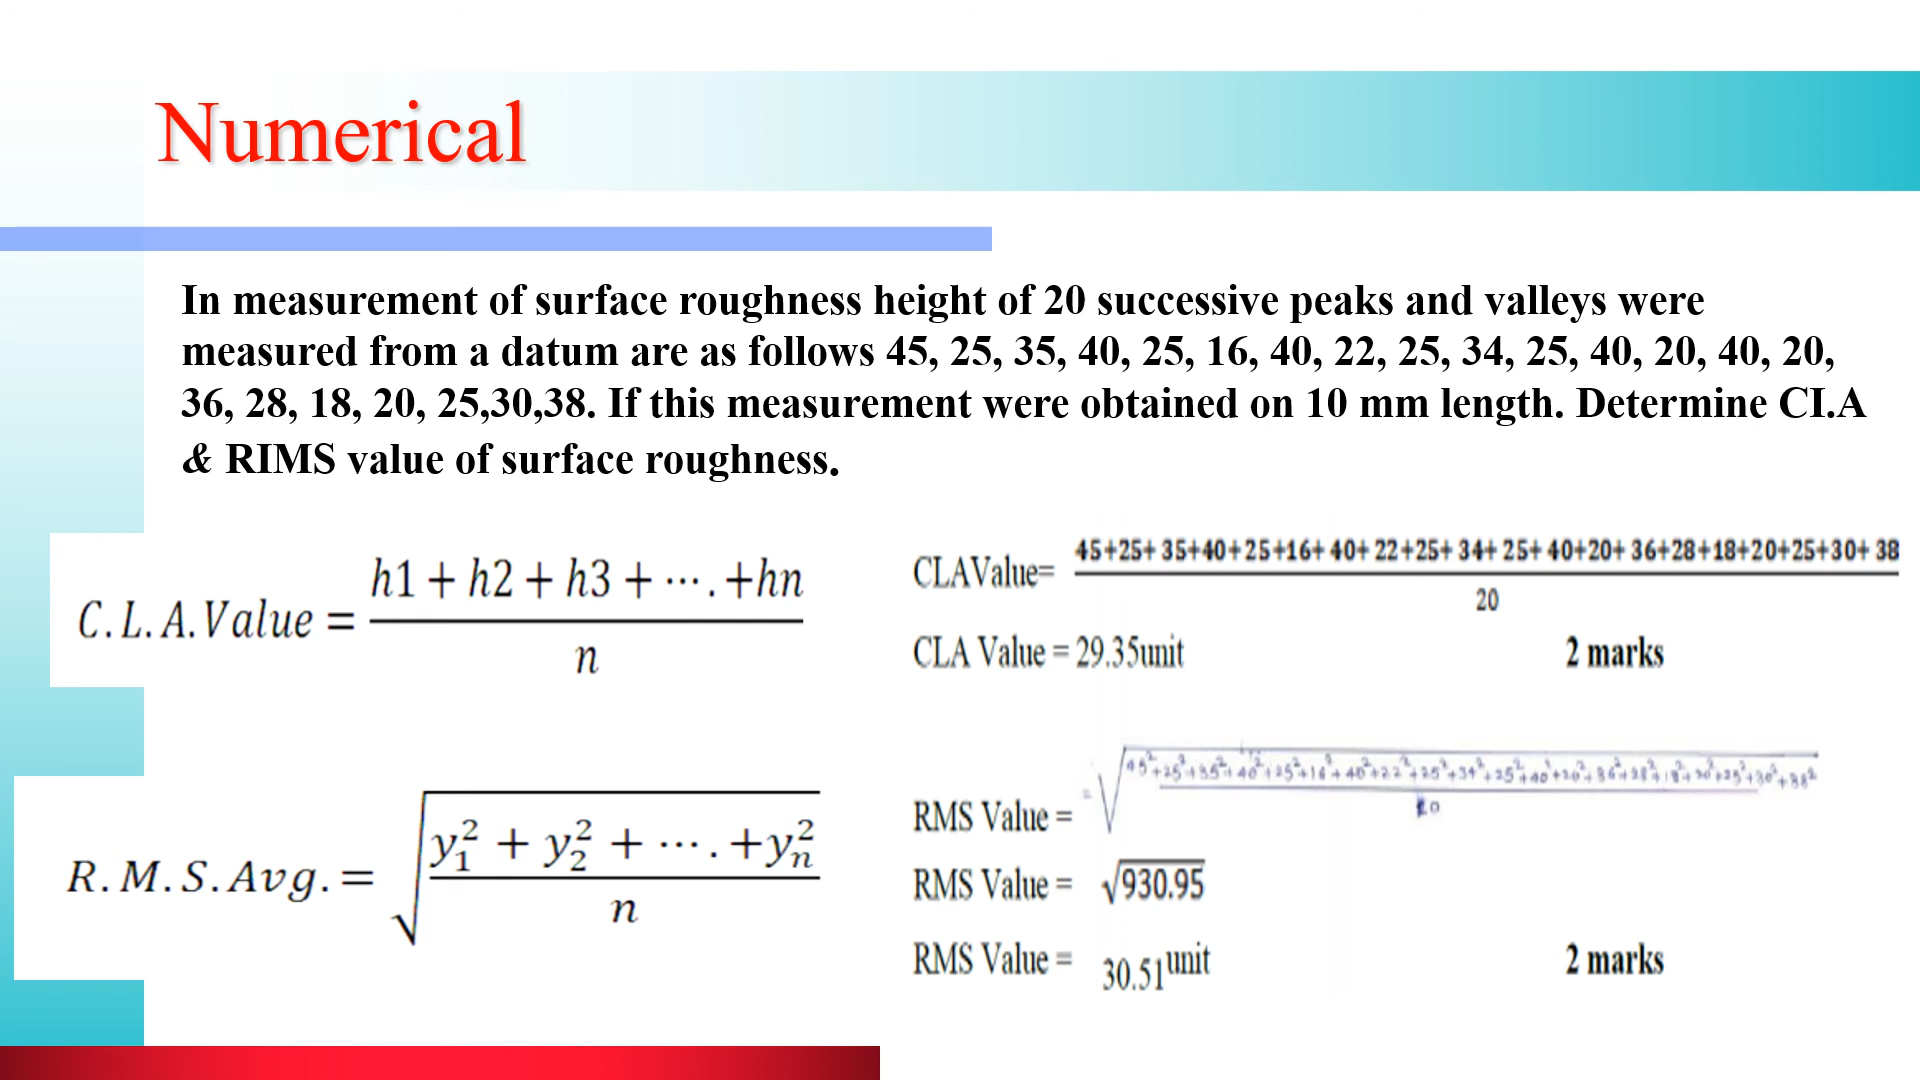 Numerical
In measurement of surface roughness height of 20 successive peaks and valleys were
measured from a datum are as follows 45, 25, 35, 40, 25, 16, 40, 22, 25, 34, 25, 40, 20, 40, 20,
36, 28, 18, 20, 25,30,38. If this measurement were obtained on 10 mm length. Determine CI.A
& RIMS value of surface roughness.
C.L.A.Value = (h1 + h2 + h3 + ⋯.+hn) / n
R.M.S.Avg.= √((y₁² + y₂² + ⋯.+yₙ²) / n)
CLAValue= (45+25+ 35+40+25+16+ 40+ 22+25+ 34+ 25+ 40+20+ 36+28+18+20+25+30+ 38) / 20
CLA Value = 29.35unit 2 marks
RMS Value = √((45²+25²+35²+40²+25²+16²+40²+22²+25²+34²+25²+40²+20²+36²+28²+18²+20²+25²+30²+38²) / 20)
RMS Value = √930.95
RMS Value = 30.51unit 2 marks